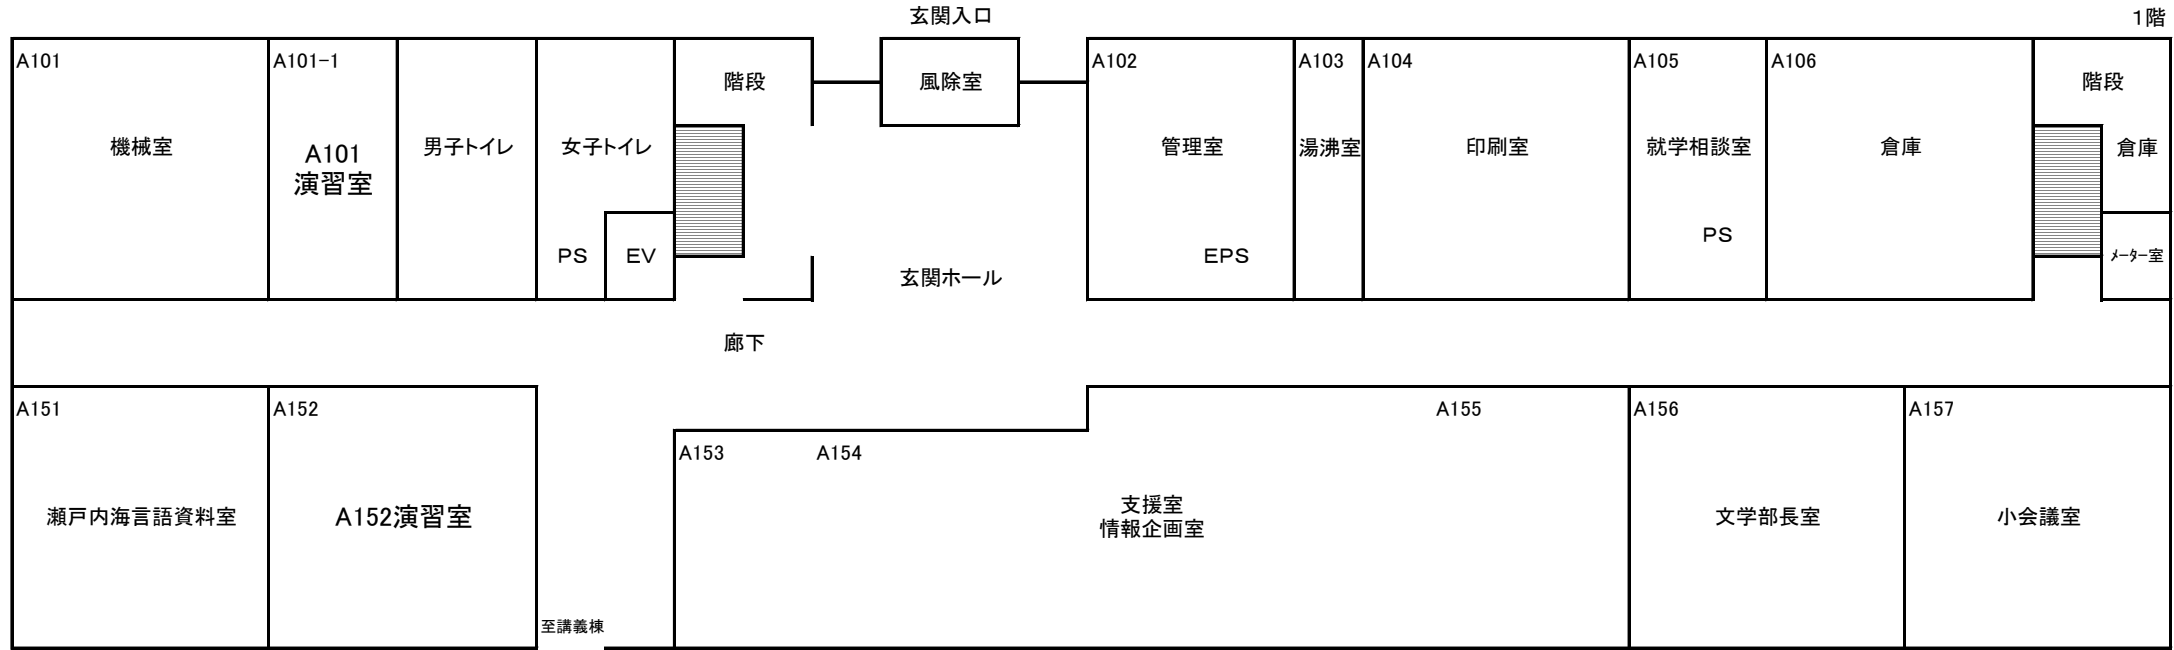 玄関入口
１階
A101
A101-1
A102
A103
A104
A105
A106
階段
風除室
階段
機械室
A101
演習室
男子トイレ
女子トイレ
管理室
湯沸室
印刷室
就学相談室
倉庫
倉庫
PS
EV
EPS
PS
ﾒｰﾀｰ室
玄関ホール
廊下
A151
A152
A153
A154
A155
A156
A157
瀬戸内海言語資料室
A152演習室
支援室
情報企画室
文学部長室
小会議室
至講義棟